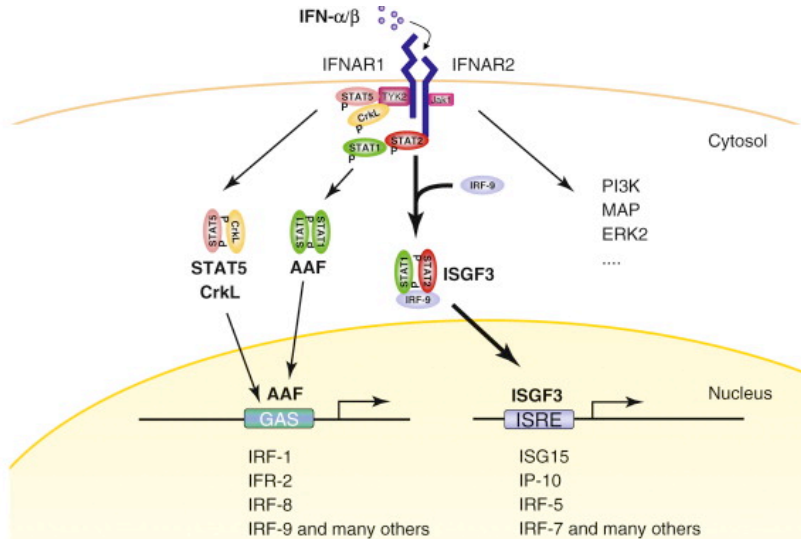 IFN-α/β
IFNAR1
IFNAR2
STAT5
TYK2
Jak1
P
CrkL
P
STAT1
P
STAT2
P
Cytosol
IRF-9
PI3K
MAP
ERK2
....
STAT5
P
P
CrkL
STAT1
P
P
STAT1
STAT1
P
P
STAT2
IRF-9
STAT5
CrkL
AAF
ISGF3
Nucleus
AAF
GAS
ISGF3
ISRE
IRF-1
IFR-2
IRF-8
IRF-9 and many others
ISG15
IP-10
IRF-5
IRF-7 and many others